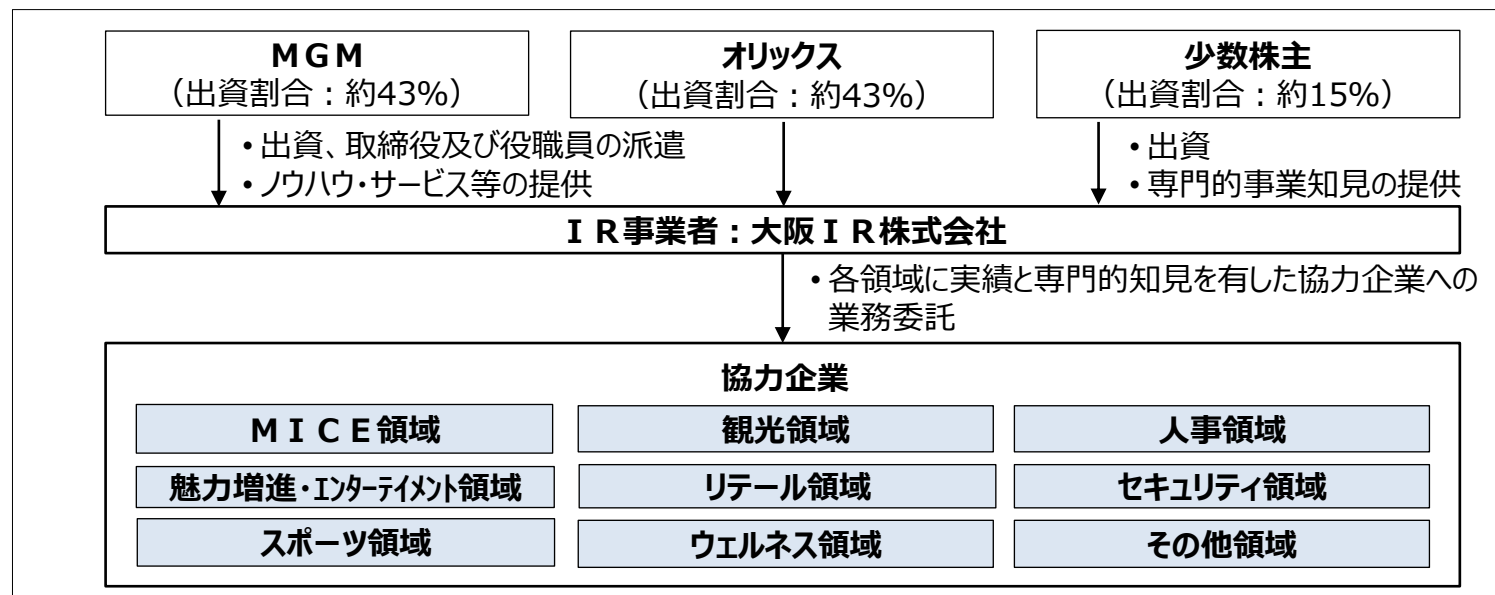 ＭＧＭ
（出資割合：約43%）
オリックス
（出資割合：約43%）
少数株主
（出資割合：約15%）
• 出資、取締役及び役職員の派遣
• ノウハウ・サービス等の提供
• 出資
• 専門的事業知見の提供
ＩＲ事業者：大阪ＩＲ株式会社
• 各領域に実績と専門的知見を有した協力企業への
業務委託
協力企業
ＭＩＣＥ領域
観光領域
人事領域
魅力増進・エンターテイメント領域
リテール領域
セキュリティ領域
スポーツ領域
ウェルネス領域
その他領域